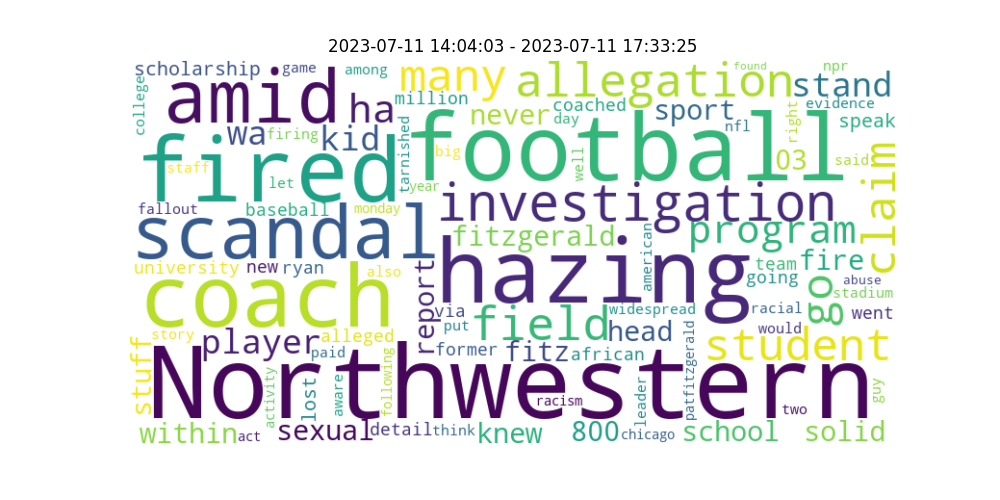 2023-07-11 14:04:03 - 2023-07-11 17:33:25
scholarship game among many allegation found npr
college amid ha million never coached sport stand evidence
wa firing kid tarnished football day nfl right 03 speak
fired staff let big year well said claim
fallout baseball monday investigation
scandal fitzgerald american program
university new ryan also hazing team fire going abuse stadium
coach report via put field widespread racial go went
story player alleged former fitz african head would student
stuff paid Northwestern patfitzgerald
activity lost aware following racism leader two guy
within act sexual detail think knew 800 chicago school solid